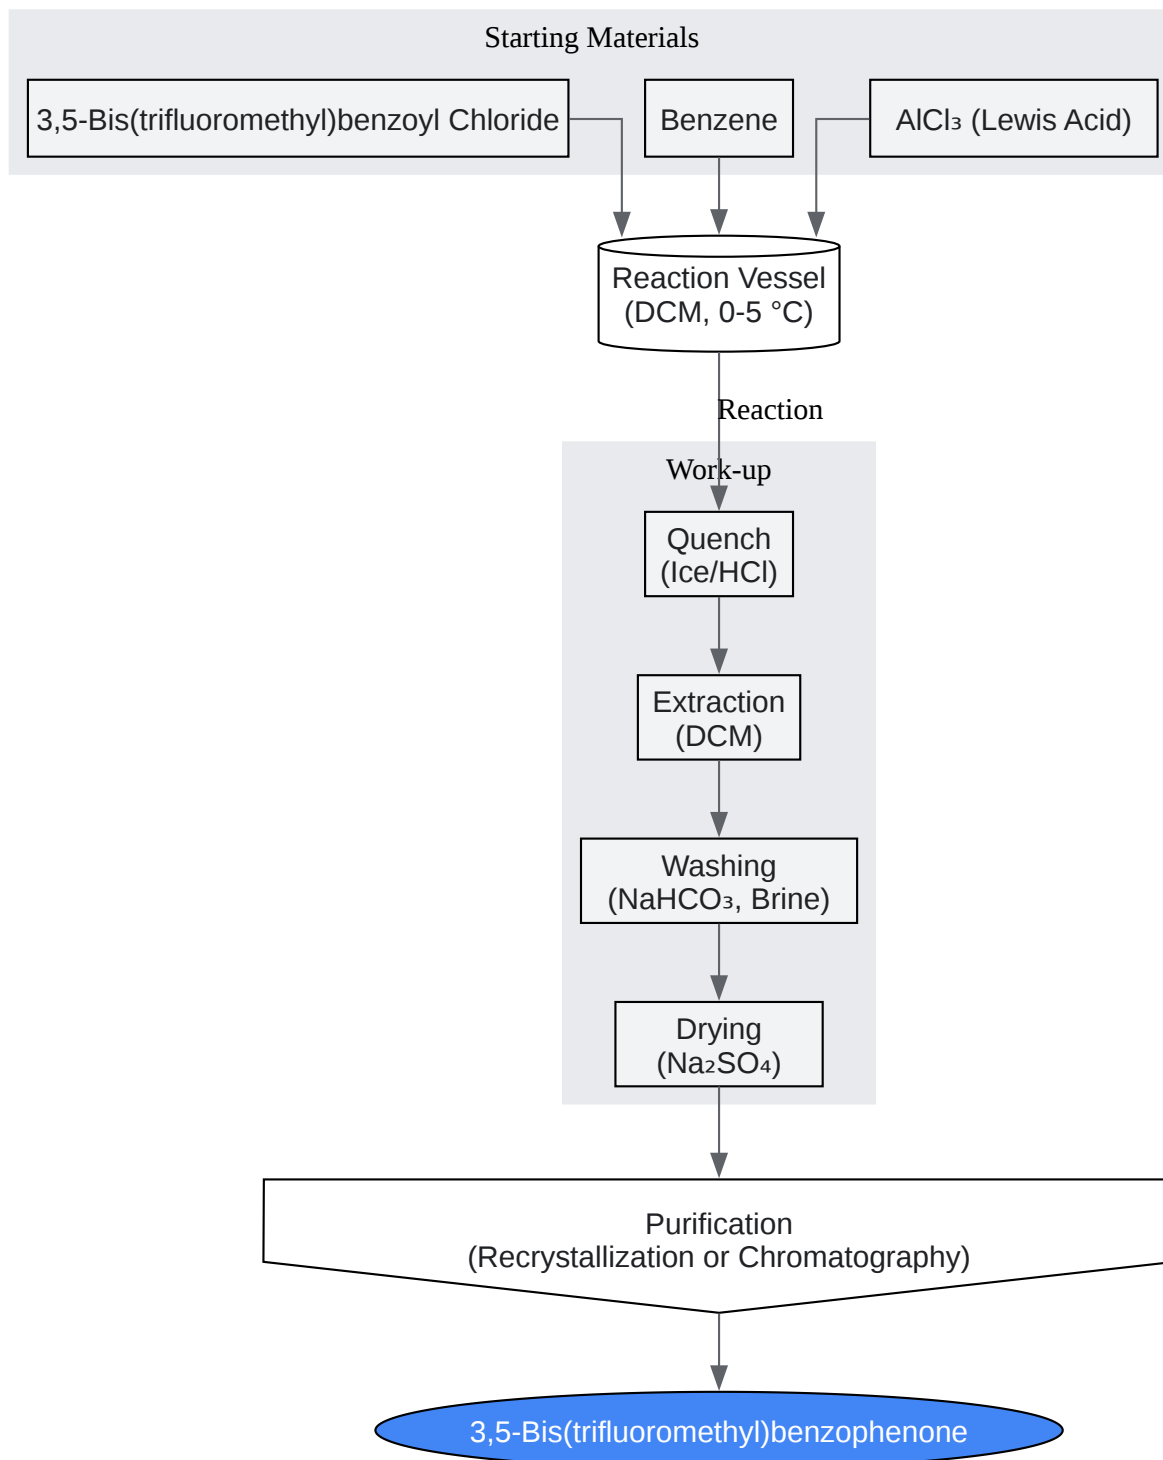 Starting Materials
3,5-Bis(trifluoromethyl)benzoyl Chloride
Benzene
AlCl₃ (Lewis Acid)
Reaction Vessel
(DCM, 0-5 °C)
Reaction
Work-up
Quench
(Ice/HCl)
Extraction
(DCM)
Washing
(NaHCO₃, Brine)
Drying
(Na₂SO₄)
Purification
(Recrystallization or Chromatography)
3,5-Bis(trifluoromethyl)benzophenone